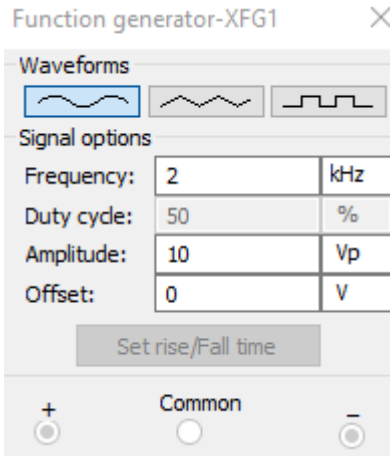 Function generator-XFG1
Waveforms
Signal options
Frequency: 2 kHz
Duty cycle: 50 %
Amplitude: 10 Vp
Offset: 0 V
Set rise/Fall time
+ Common −